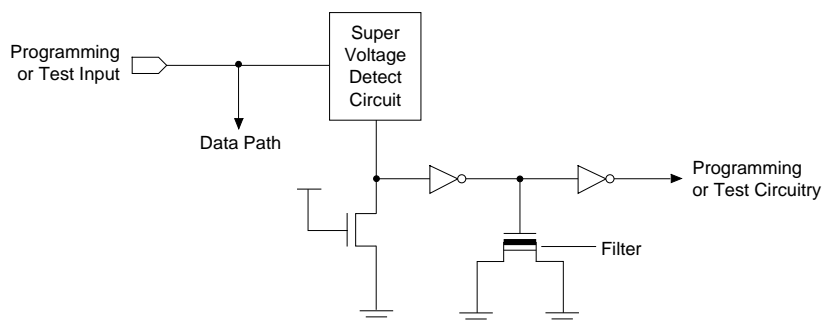 Programming
or Test Input
Super
Voltage
Detect
Circuit
Data Path
Programming
or Test Circuitry
Filter